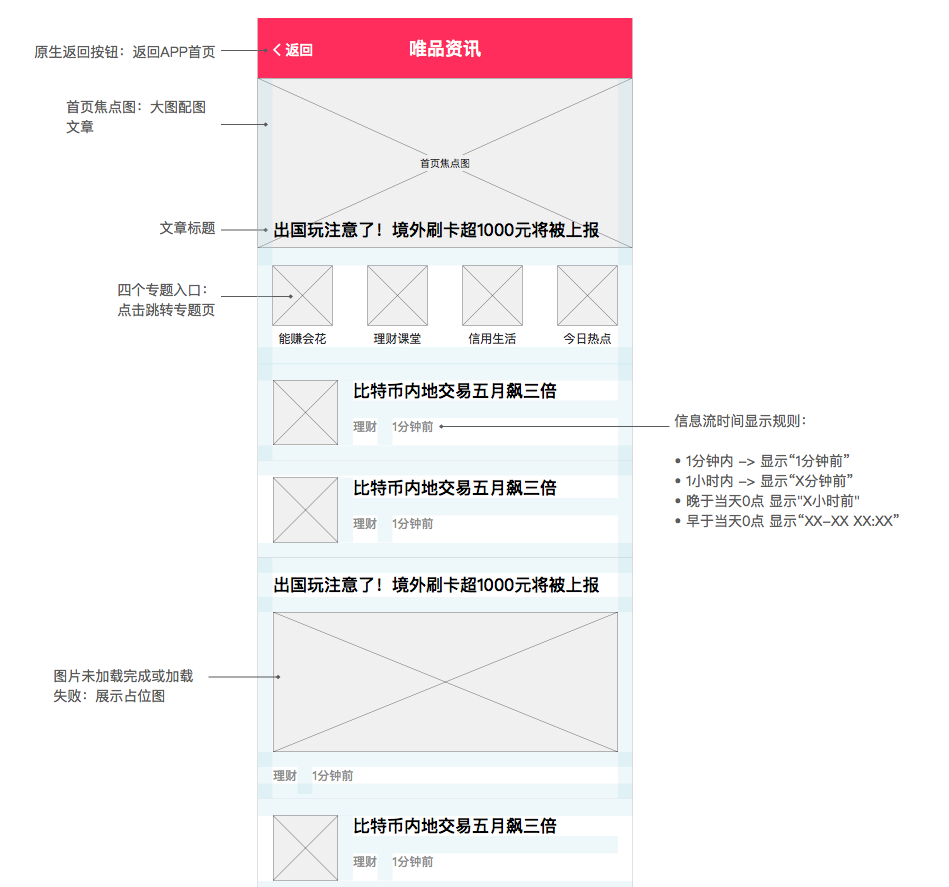 原生返回按钮：返回APP首页
返回
唯品资讯
首页焦点图：大图配图
文章
首页焦点图
文章标题
出国玩注意了！境外刷卡超1000元将被上报
四个专题入口：
点击跳转专题页
能赚会花
理财课堂
信用生活
今日热点
比特币内地交易五月飙三倍
理财
1分钟前
信息流时间显示规则：
1分钟内 –> 显示“1分钟前”
1小时内 –> 显示“X分钟前”
晚于当天0点 显示"X小时前"
早于当天0点 显示“XX–XX XX:XX”
比特币内地交易五月飙三倍
理财
1分钟前
出国玩注意了！境外刷卡超1000元将被上报
图片未加载完成或加载
失败：展示占位图
理财
1分钟前
比特币内地交易五月飙三倍
理财
1分钟前